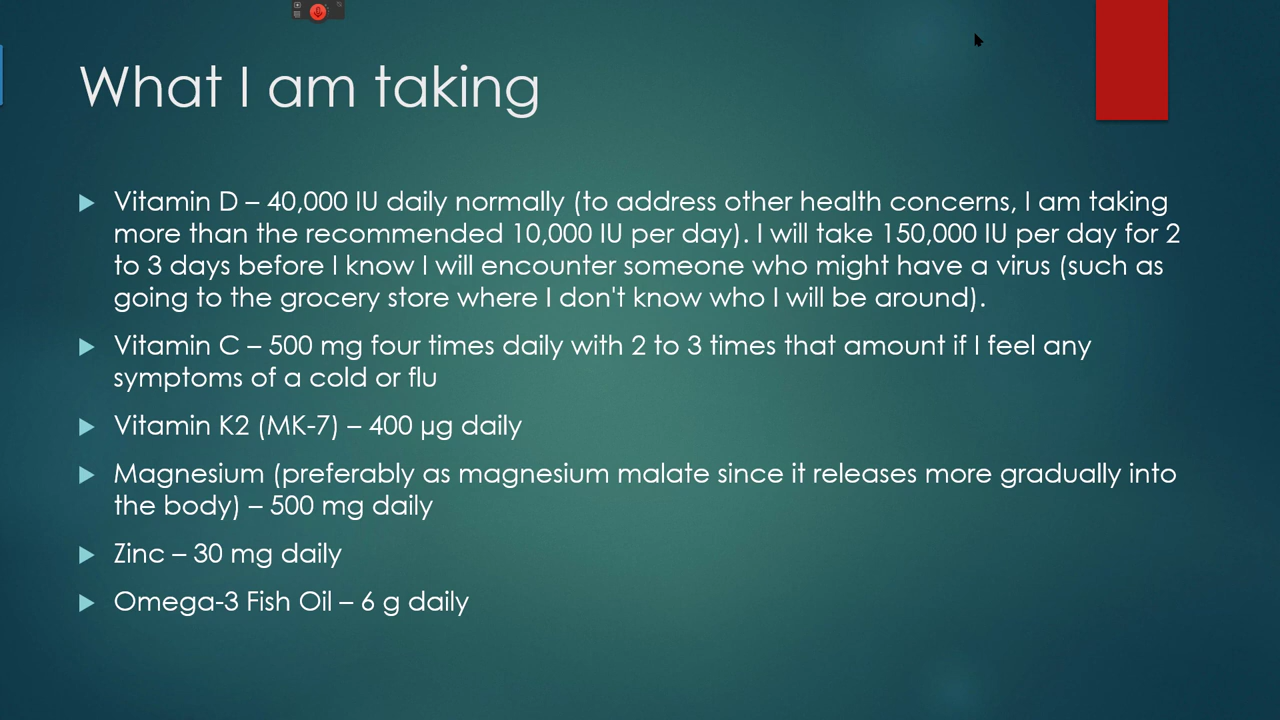 What I am taking
Vitamin D – 40,000 IU daily normally (to address other health concerns, I am taking
more than the recommended 10,000 IU per day). I will take 150,000 IU per day for 2
to 3 days before I know I will encounter someone who might have a virus (such as
going to the grocery store where I don't know who I will be around).
Vitamin C – 500 mg four times daily with 2 to 3 times that amount if I feel any
symptoms of a cold or flu
Vitamin K2 (MK-7) – 400 µg daily
Magnesium (preferably as magnesium malate since it releases more gradually into
the body) – 500 mg daily
Zinc – 30 mg daily
Omega-3 Fish Oil – 6 g daily